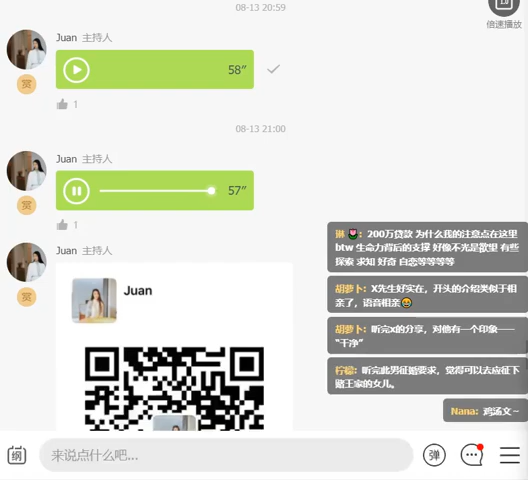 08-13 20:59
倍速播放
Juan 主持人
58″
赏
1
08-13 21:00
Juan 主持人
57″
赏
1
Juan 主持人
赏
Juan
琳🌷：200万贷款 为什么我的注意点在这里
btw 生命力背后的支撑 好像不光是欲望 有些
探索 求知 好奇 自恋等等等等
胡萝卜：X先生好实在，开头的介绍类似于相
亲了，语音相亲😄
胡萝卜：听完x的分享，对他有一个印象——
“干净”
柠檬：听完此男征婚要求，觉得可以去应征下
隔壁王家的女儿。
Nana：鸡汤文～
纲
来说点什么吧...
弹